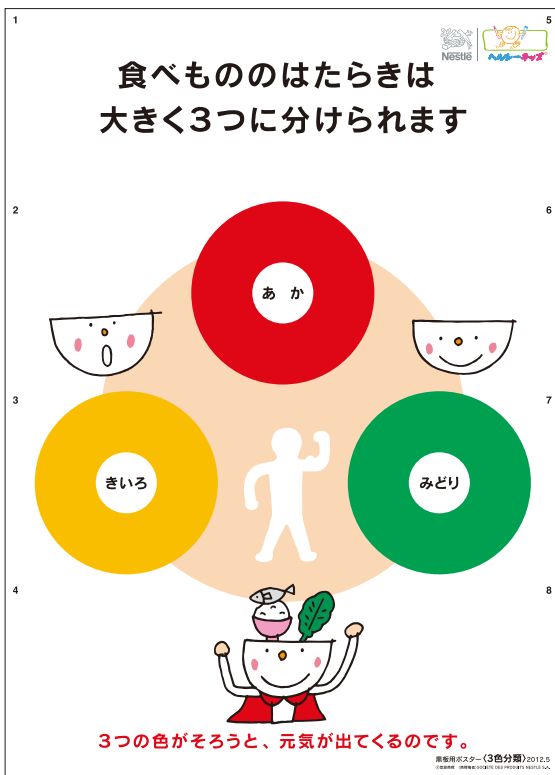 1
5
Nestlé
ヘルシーキッズ
食べもののはたらきは
大きく3つに分けられます
2
6
あ か
3
7
きいろ
みどり
4
8
3つの色がそろうと、元気が出てくるのです。
黒板用ポスター〈3色分類〉2012.5